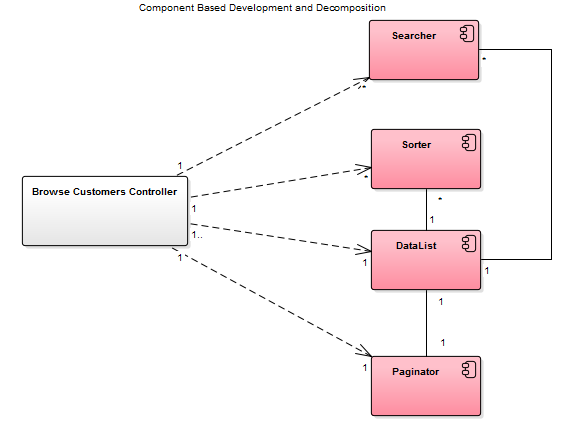 Component Based Development and Decomposition
Searcher
*
*
1
Sorter
Browse Customers Controller
1
*
*
1
1..
DataList
1
1
1
1
1
Paginator
1